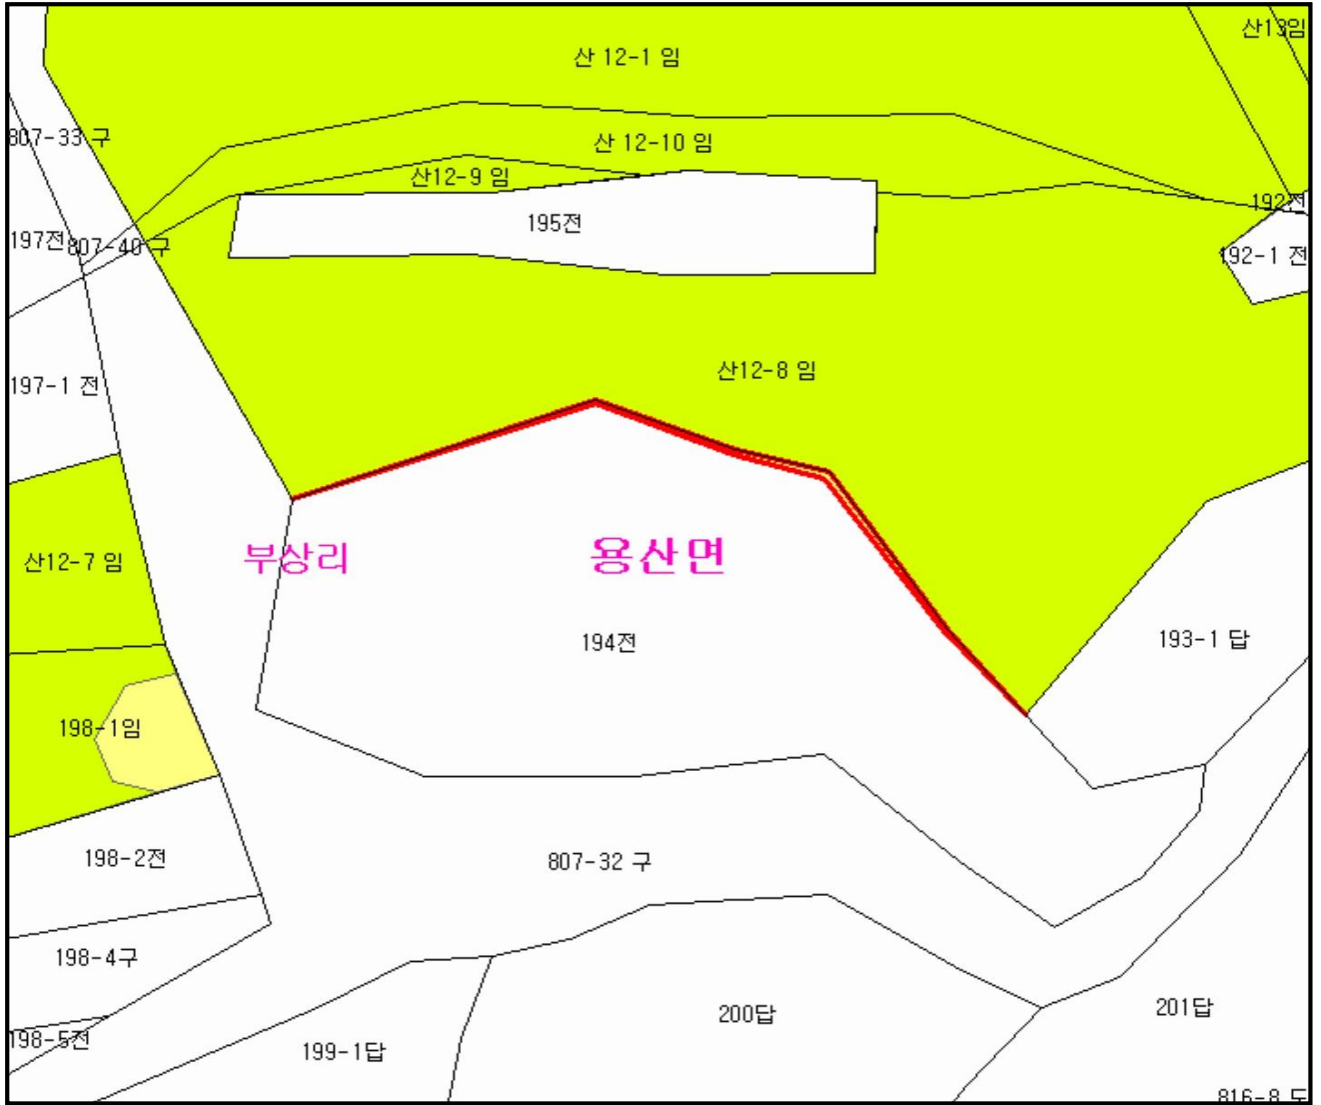 산13임
산 12-1 임
807-33 구
산 12-10 임
산12-9 임
192전
195전
197전
807-40 구
192-1 전
산12-8 임
197-1 전
부상리
용산면
산12-7 임
194전
193-1 답
198-1임
198-2전
807-32 구
198-4구
200답
201답
198-5전
199-1답
816-8 도